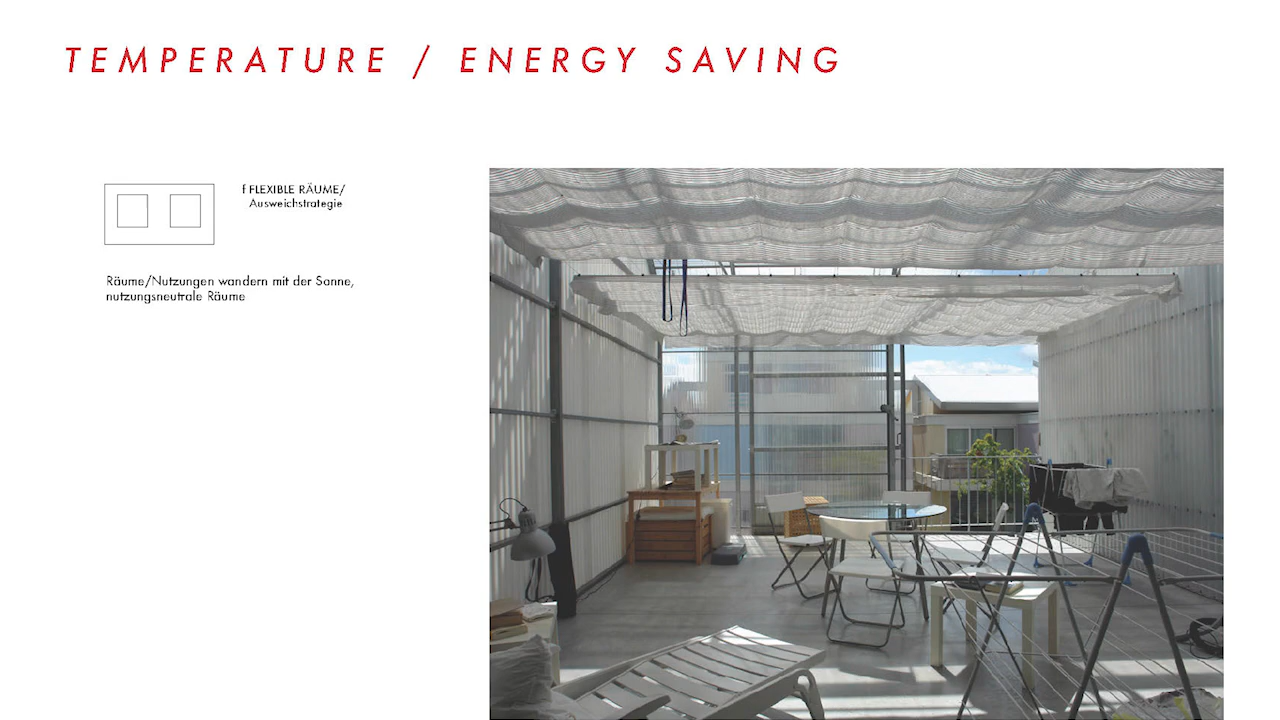 TEMPERATURE / ENERGY SAVING
f FLEXIBLE RÄUME/
Ausweichstrategie
Räume/Nutzungen wandern mit der Sonne,
nutzungsneutrale Räume